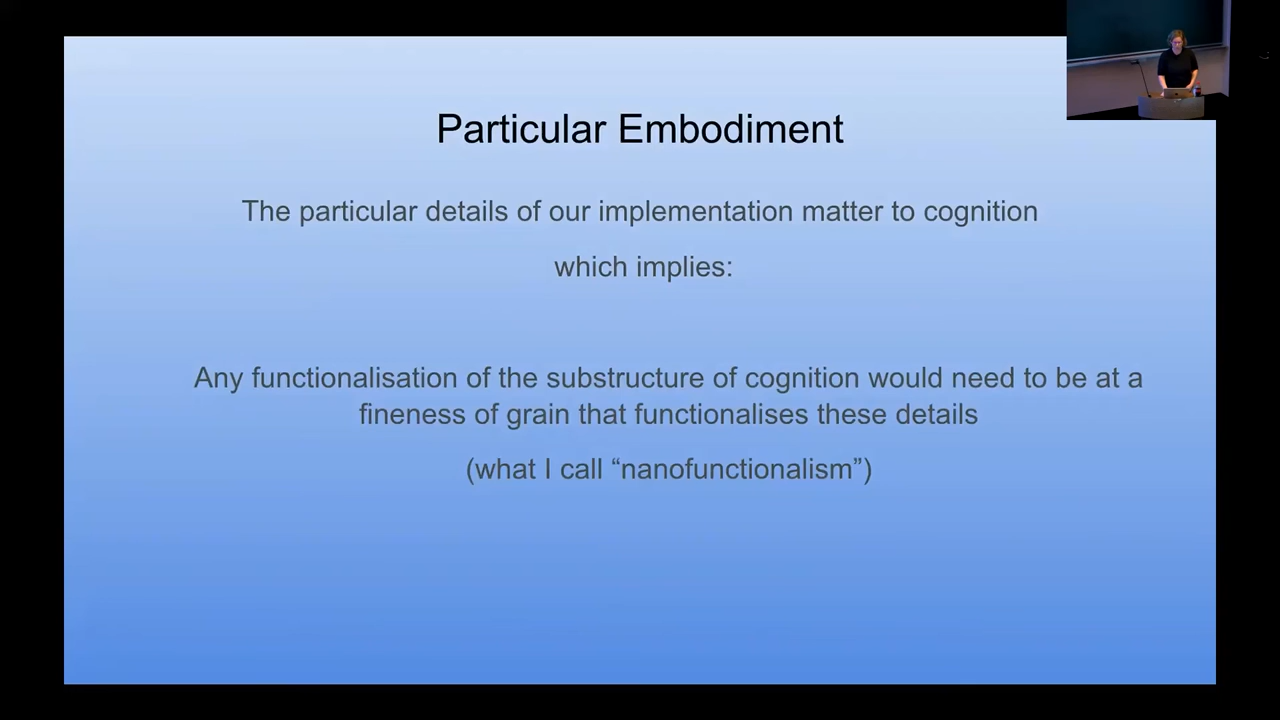 Particular Embodiment
The particular details of our implementation matter to cognition
which implies:
Any functionalisation of the substructure of cognition would need to be at a
fineness of grain that functionalises these details
(what I call “nanofunctionalism”)